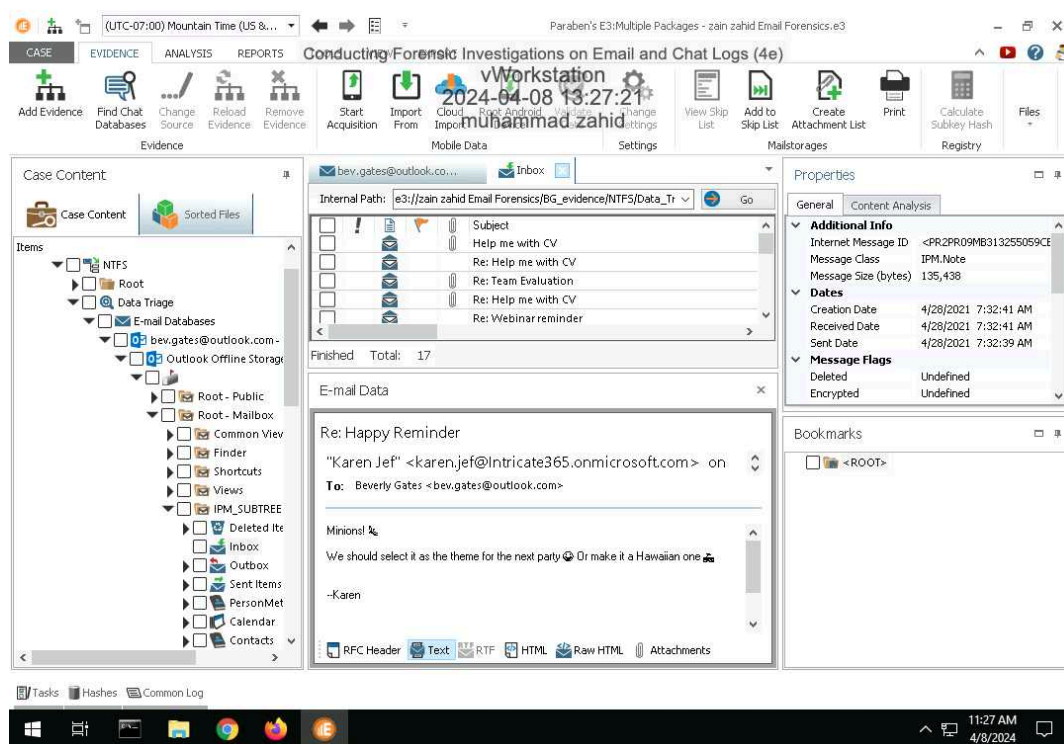 (UTC-07:00) Mountain Time (US &... Paraben's E3:Multiple Packages - zain zahid Email Forensics.e3
CASE EVIDENCE ANALYSIS REPORTS
Conducting Forensic Investigations on Email and Chat Logs (4e)
vWorkstation
2024-04-08 13:27:21
muhammad zahid
Add Evidence
Find Chat Databases
Change Source
Reload Evidence
Remove Evidence
Start Acquisition
Import From
Cloud Import
Root Android
Change Settings
View Skip List
Add to Skip List
Create Attachment List
Print
Calculate Subkey Hash
Files
Evidence Mobile Data Settings Mailstorages Registry
Case Content
Case Content Sorted Files
Items
NTFS
Root
Data Triage
E-mail Databases
bev.gates@outlook.com -
Outlook Offline Storage
Root - Public
Root - Mailbox
Common View
Finder
Shortcuts
Views
IPM_SUBTREE
Deleted Ite
Inbox
Outbox
Sent Items
PersonMet
Calendar
Contacts
bev.gates@outlook.co... Inbox
Internal Path: e3://zain zahid Email Forensics/BG_evidence/NTFS/Data_Tr Go
! Subject
Help me with CV
Re: Help me with CV
Re: Team Evaluation
Re: Help me with CV
Re: Webinar reminder
Finished Total: 17
E-mail Data
Re: Happy Reminder
"Karen Jef" <karen.jef@Intricate365.onmicrosoft.com> on
To: Beverly Gates <bev.gates@outlook.com>
Minions!
We should select it as the theme for the next party 😀 Or make it a Hawaiian one
--Karen
RFC Header Text RTF HTML Raw HTML Attachments
Properties
General Content Analysis
Additional Info
Internet Message ID <PR2PR09MB313255059CE
Message Class IPM.Note
Message Size (bytes) 135,438
Dates
Creation Date 4/28/2021 7:32:41 AM
Received Date 4/28/2021 7:32:41 AM
Sent Date 4/28/2021 7:32:39 AM
Message Flags
Deleted Undefined
Encrypted Undefined
Bookmarks
<ROOT>
Tasks Hashes Common Log
11:27 AM
4/8/2024